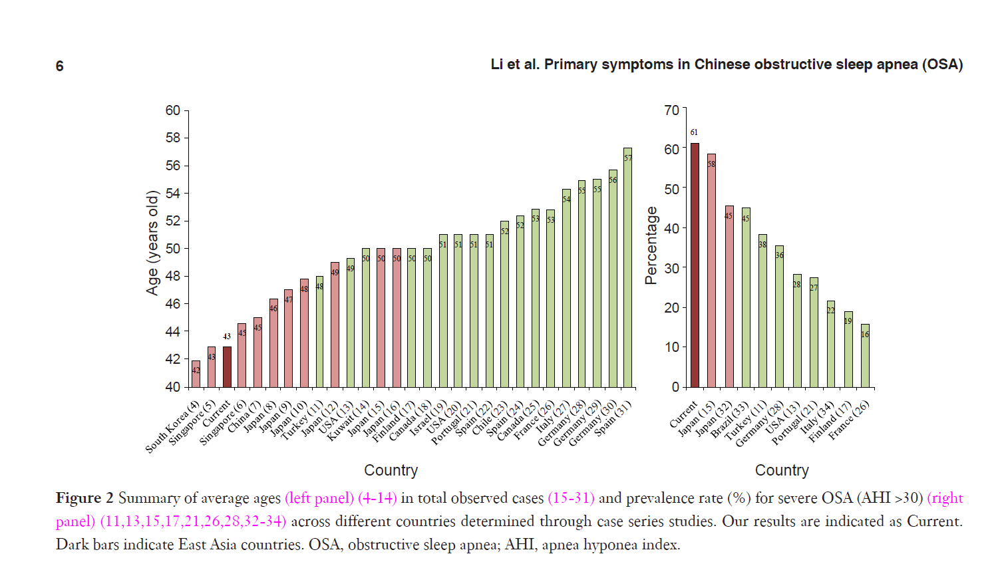 6
Li et al. Primary symptoms in Chinese obstructive sleep apnea (OSA)
60
58
56
54
52
50
48
46
44
42
40
Age (years old)
42
43
43
45
45
46
47
48
48
49
49
50
50
50
50
50
51
51
51
51
52
52
53
53
54
55
55
56
57
South Korea (4)
Singapore (5)
Current
Singapore (6)
China (7)
Japan (8)
Japan (9)
Japan (10)
Turkey (11)
Japan (12)
USA (13)
Kuwait (14)
Japan (15)
Japan (16)
Finland (17)
Canada (18)
Israel (19)
USA (20)
Portugal (21)
Spain (22)
Chile (23)
Spain (24)
Canada (25)
France (26)
Italy (27)
Germany (28)
Germany (29)
Germany (30)
Spain (31)
Country
70
60
50
40
30
20
10
0
Percentage
61
58
45
45
38
36
28
27
22
19
16
Current
Japan (15)
Japan (32)
Brazil (33)
Turkey (11)
Germany (28)
USA (13)
Portugal (21)
Italy (34)
Finland (17)
France (26)
Country
Figure 2 Summary of average ages (left panel) (4-14) in total observed cases (15-31) and prevalence rate (%) for severe OSA (AHI >30) (right
panel) (11,13,15,17,21,26,28,32-34) across different countries determined through case series studies. Our results are indicated as Current.
Dark bars indicate East Asia countries. OSA, obstructive sleep apnea; AHI, apnea hyponea index.